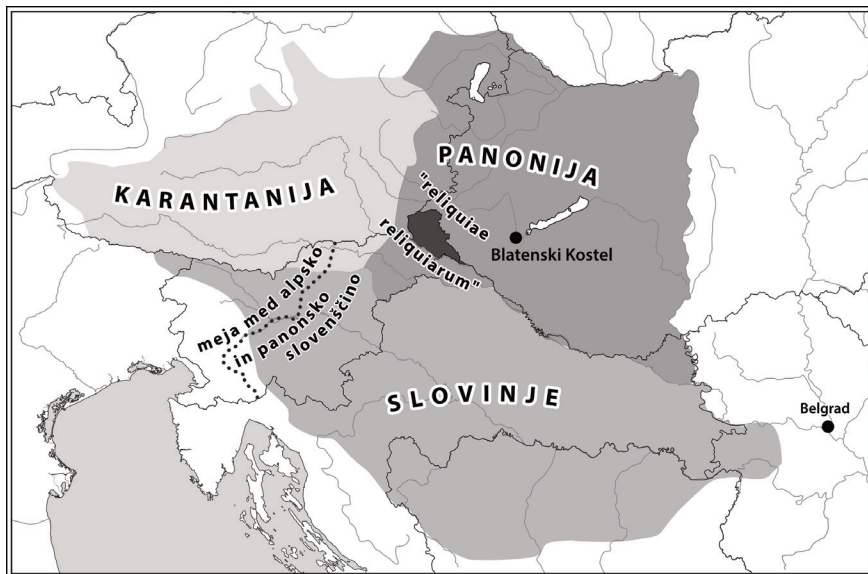 PANONIJA
KARANTANIJA
"reliquiae
reliquiarum"
Blatenski Kostel
meja med alpsko
in panonsko
slovenščino
SLOVINJE
Belgrad